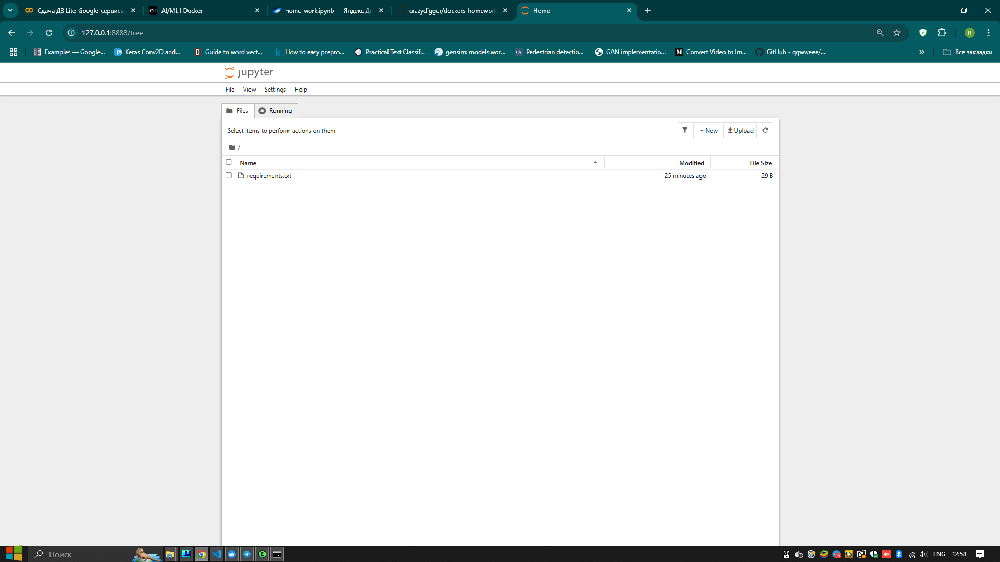 Сдача ДЗ Lite_Google-сервисы
AI/ML I Docker
home_work.ipynb — Яндекс Ди
crazydigger/dockers_homework
Home
127.0.0.1:8888/tree
R
Examples — Google...
Keras Conv2D and...
Guide to word vect...
How to easy prepro...
Practical Text Classif...
gensim: models.wor...
Pedestrian detectio...
GAN implementatio...
Convert Video to Im...
GitHub - qqwweee/...
Все закладки
jupyter
File View Settings Help
Files
Running
Select items to perform actions on them.
New
Upload
/
Name
Modified
File Size
requirements.txt
25 minutes ago
29 B
Поиск
ENG
12:58